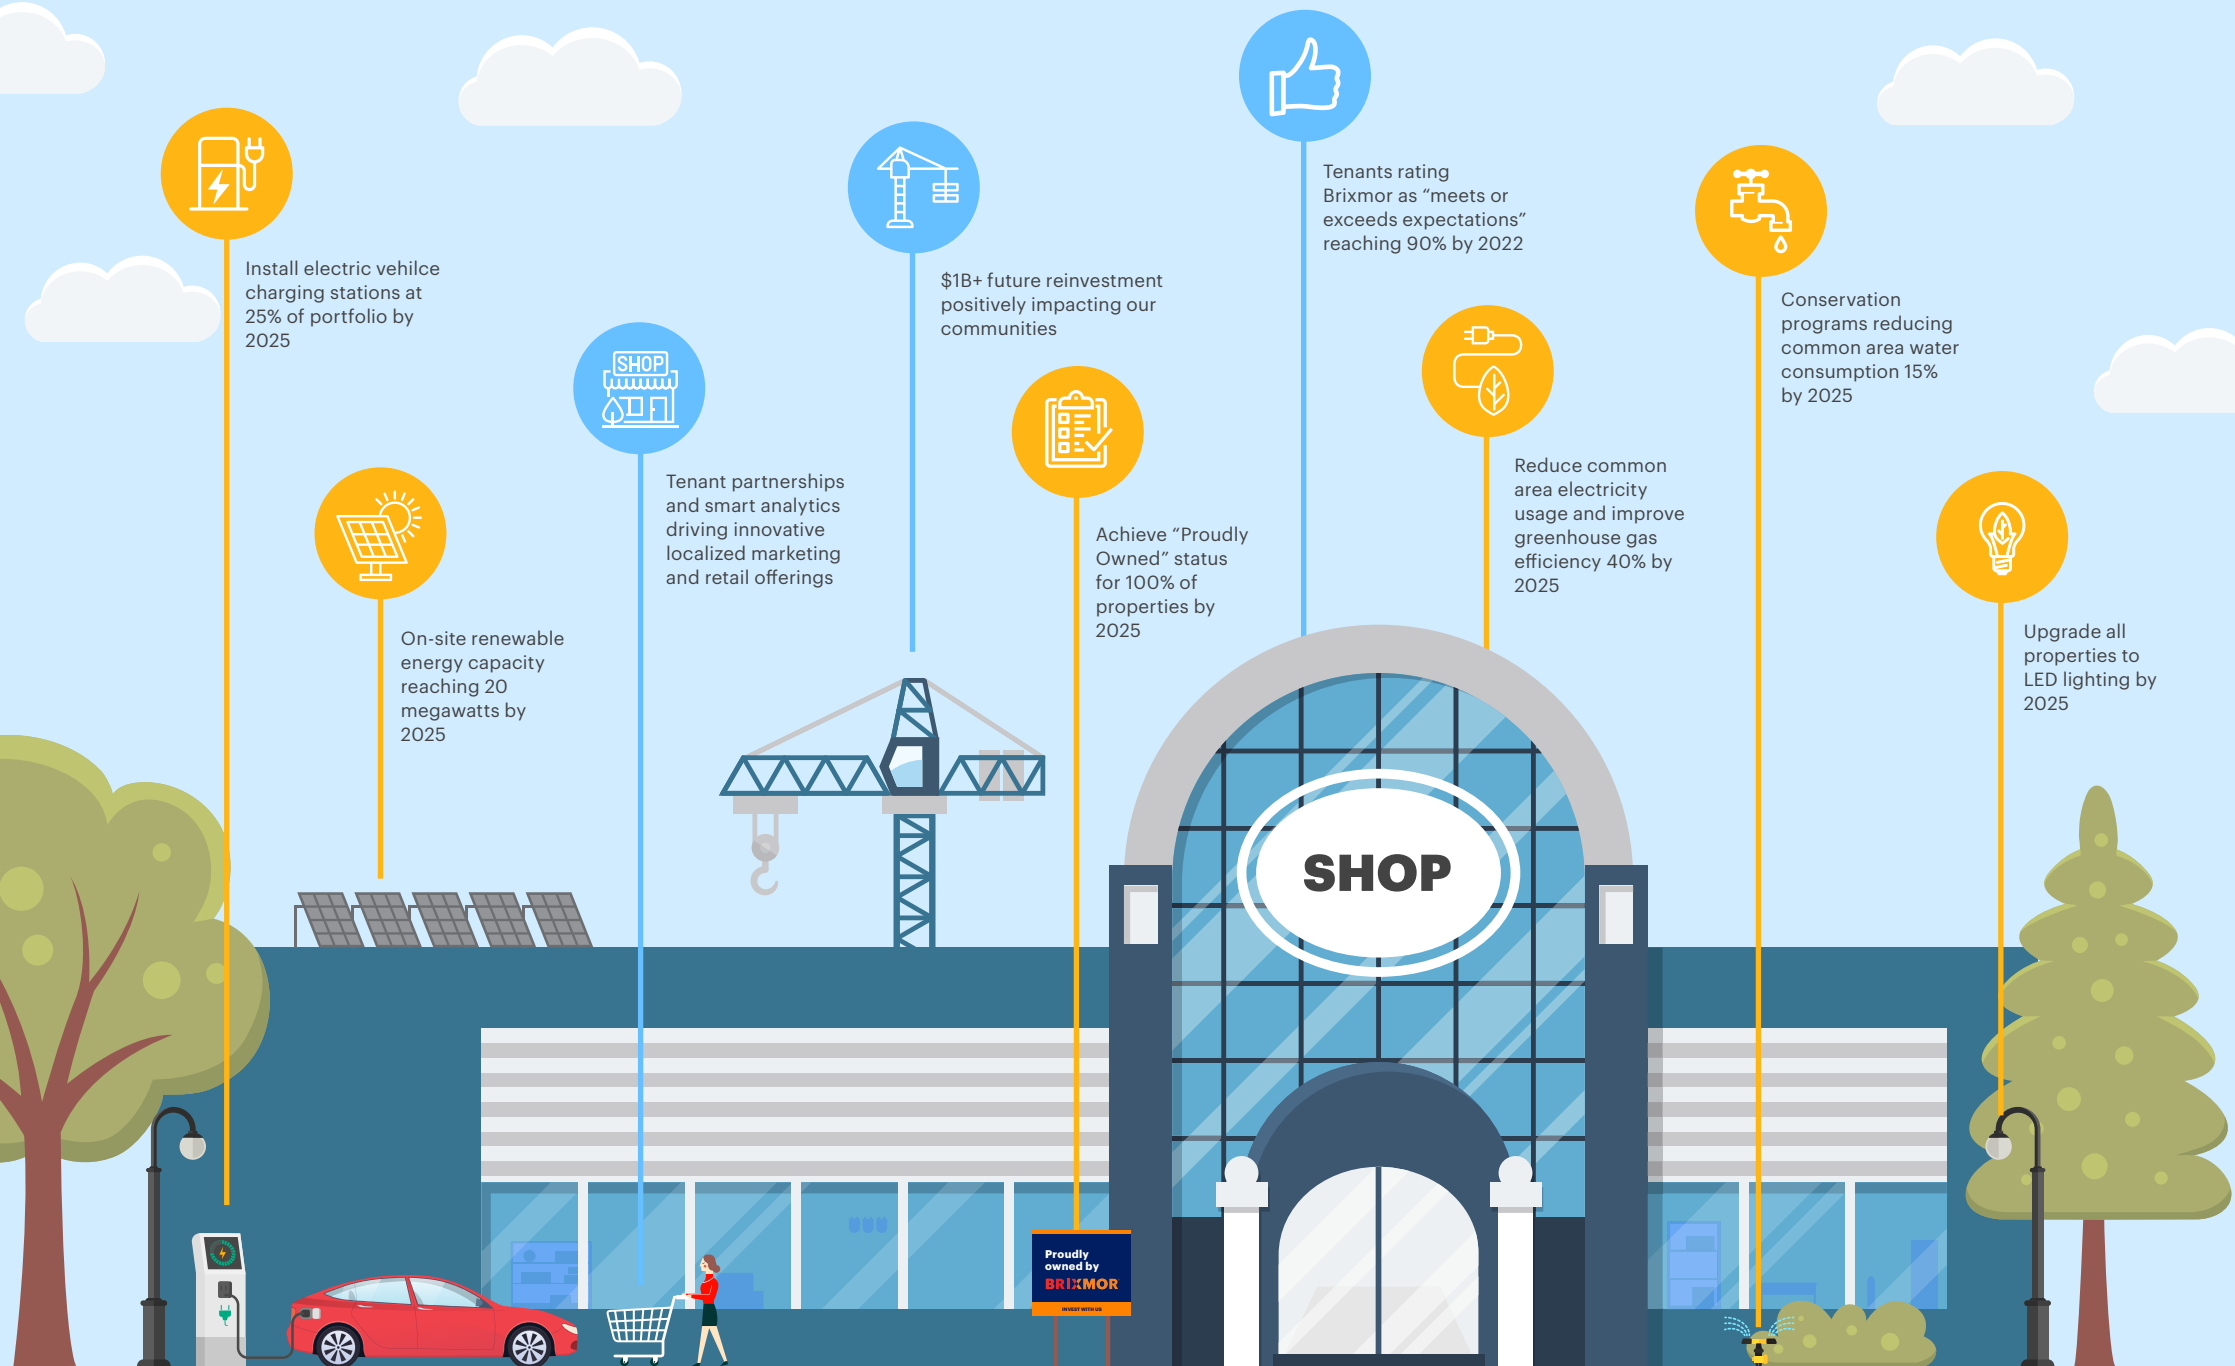 Install electric vehilce
charging stations at
25% of portfolio by
2025
On-site renewable
energy capacity
reaching 20
megawatts by
2025
SHOP
Tenant partnerships
and smart analytics
driving innovative
localized marketing
and retail offerings
$1B+ future reinvestment
positively impacting our
communities
Achieve “Proudly
Owned” status
for 100% of
properties by
2025
Tenants rating
Brixmor as “meets or
exceeds expectations”
reaching 90% by 2022
Reduce common
area electricity
usage and improve
greenhouse gas
efficiency 40% by
2025
Conservation
programs reducing
common area water
consumption 15%
by 2025
Upgrade all
properties to
LED lighting by
2025
SHOP
Proudly
owned by
BRIXMOR
INVEST WITH US